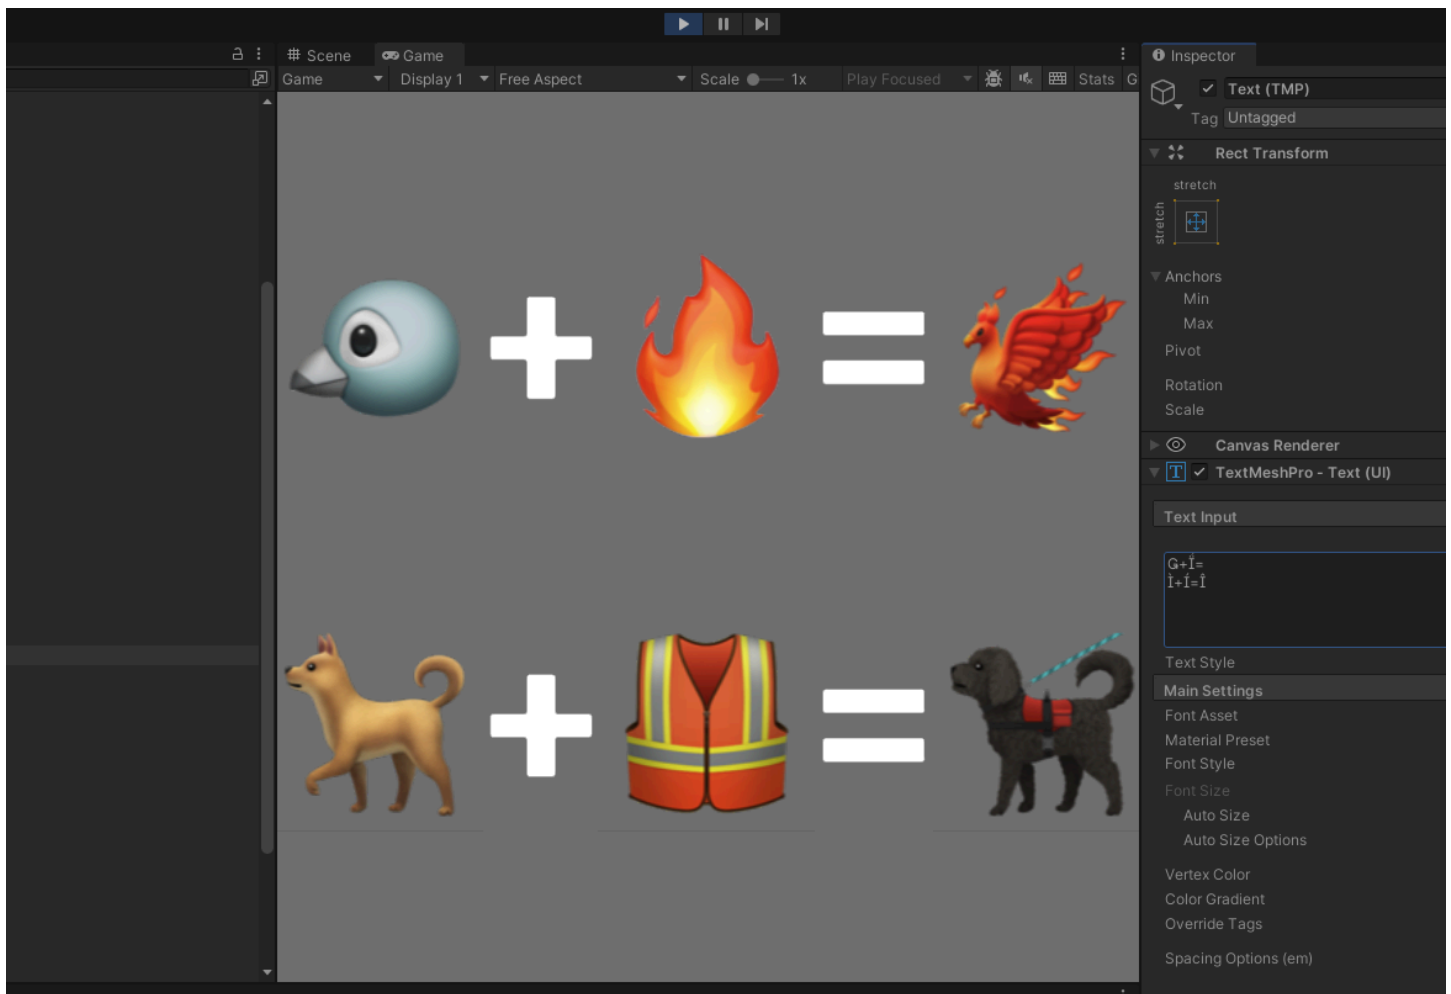 Scene
Game
Game
Display 1
Free Aspect
Scale
1x
Play Focused
Stats
G
+
=
+
=
Inspector
Text (TMP)
Tag
Untagged
Rect Transform
stretch
stretch
Anchors
Min
Max
Pivot
Rotation
Scale
Canvas Renderer
TextMeshPro - Text (UI)
Text Input
Text Style
Main Settings
Font Asset
Material Preset
Font Style
Font Size
Auto Size
Auto Size Options
Vertex Color
Color Gradient
Override Tags
Spacing Options (em)